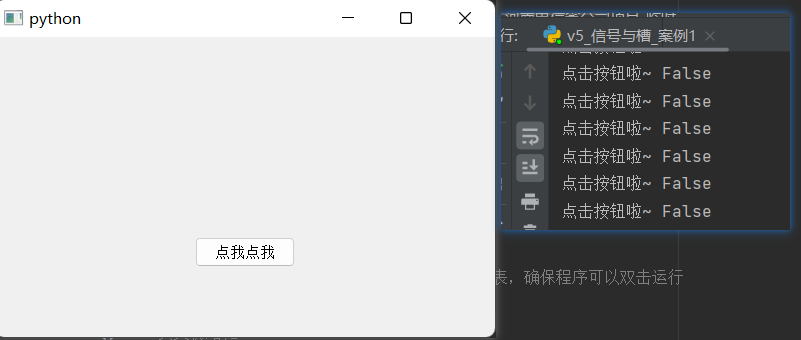 python
点我点我
行:
v5_信号与槽_案例1
点击按钮啦~ False
点击按钮啦~ False
点击按钮啦~ False
点击按钮啦~ False
点击按钮啦~ False
点击按钮啦~ False
表，确保程序可以双击运行